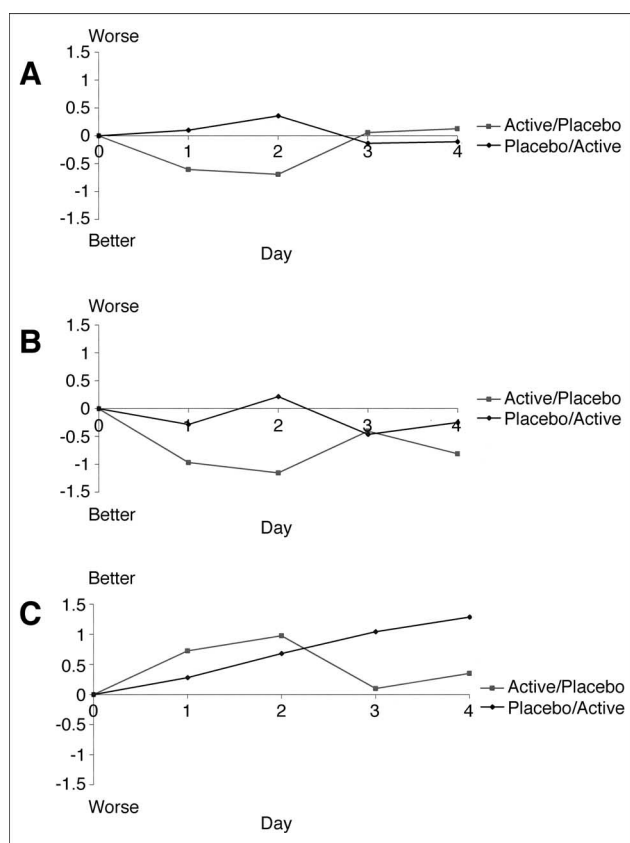 A
Worse
1.5
1
0.5
0
-0.5
-1
-1.5
0 1 2 3 4
Better
Day
Active/Placebo
Placebo/Active
B
Worse
1.5
1
0.5
0
-0.5
-1
-1.5
0 1 2 3 4
Better
Day
Active/Placebo
Placebo/Active
C
Better
1.5
1
0.5
0
-0.5
-1
-1.5
0 1 2 3 4
Worse
Day
Active/Placebo
Placebo/Active